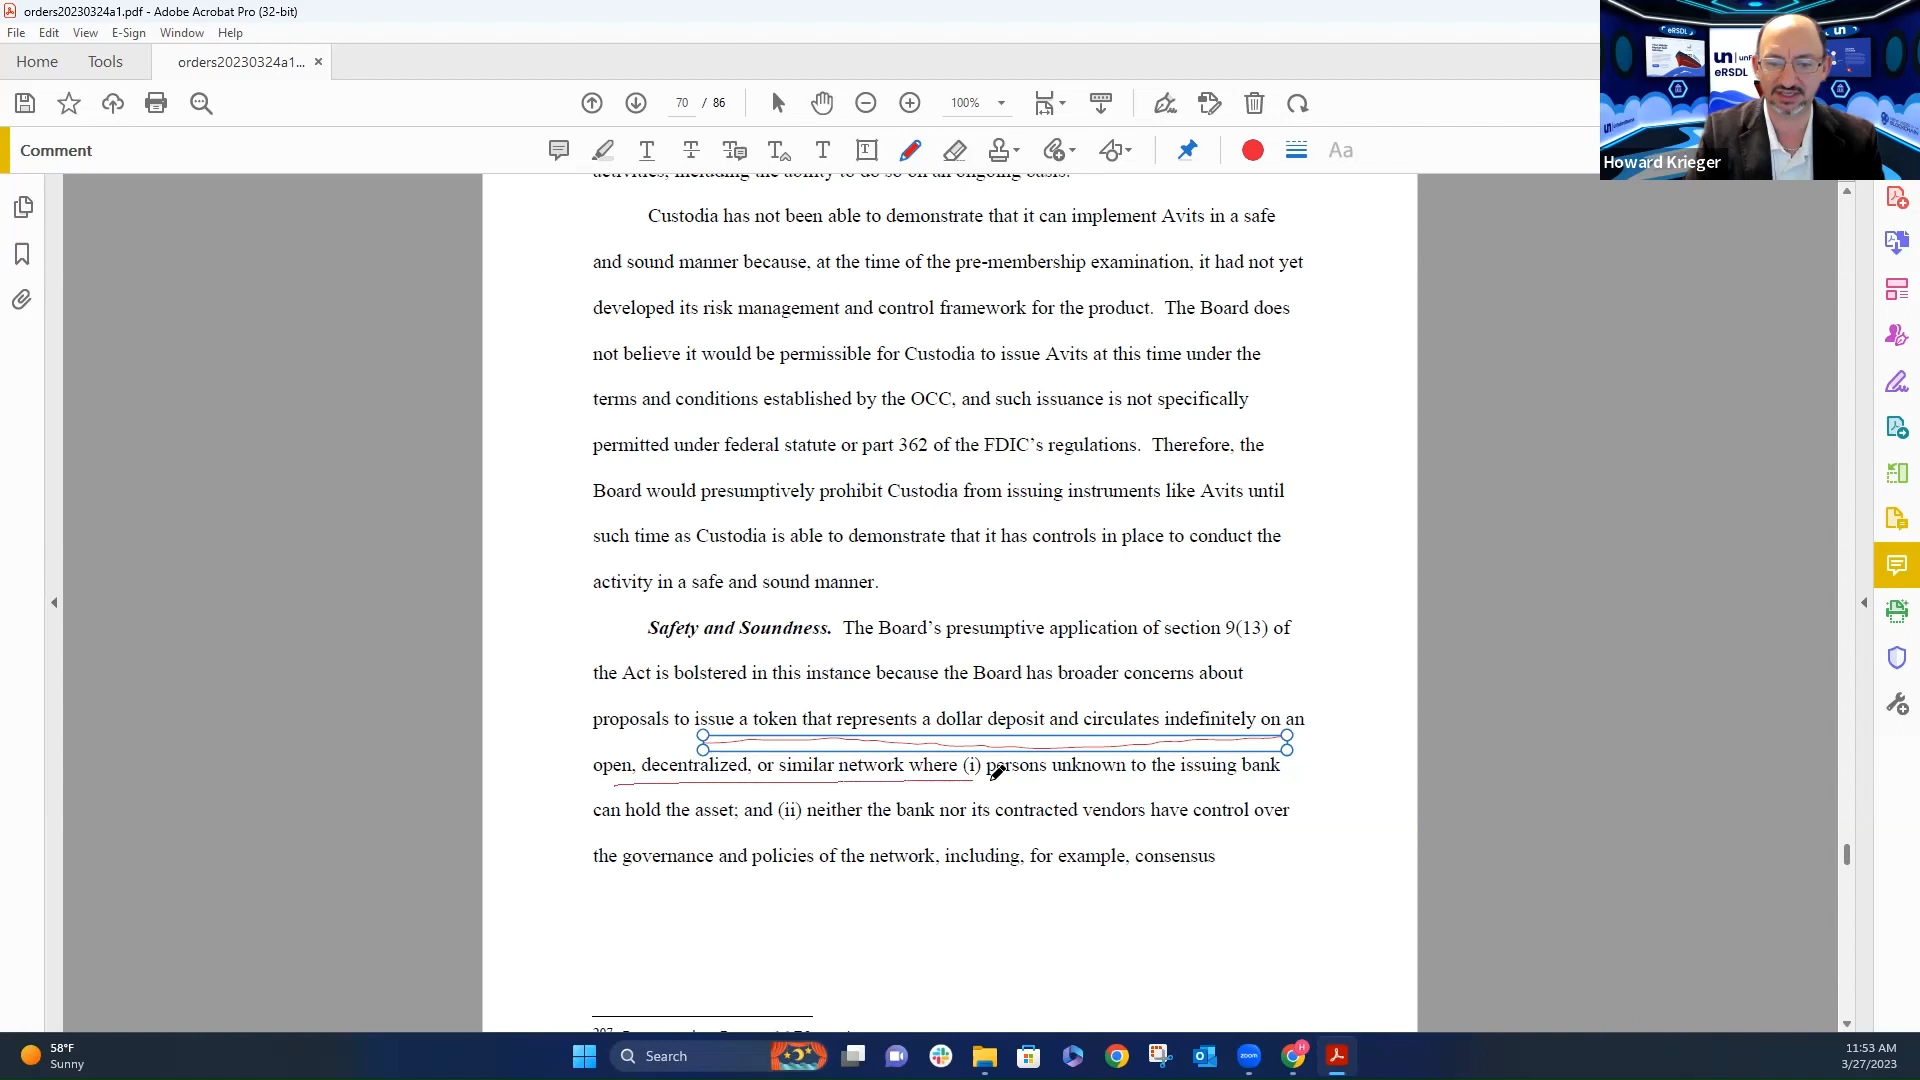 orders20230324a1.pdf - Adobe Acrobat Pro (32-bit)
File Edit View E-Sign Window Help
Home Tools orders20230324a1... ×
70 / 86 100%
Comment
Aa
eRSDL
un
un
eRSDL
Howard Krieger
Custodia has not been able to demonstrate that it can implement Avits in a safe
and sound manner because, at the time of the pre-membership examination, it had not yet
developed its risk management and control framework for the product. The Board does
not believe it would be permissible for Custodia to issue Avits at this time under the
terms and conditions established by the OCC, and such issuance is not specifically
permitted under federal statute or part 362 of the FDIC’s regulations. Therefore, the
Board would presumptively prohibit Custodia from issuing instruments like Avits until
such time as Custodia is able to demonstrate that it has controls in place to conduct the
activity in a safe and sound manner.
Safety and Soundness. The Board’s presumptive application of section 9(13) of
the Act is bolstered in this instance because the Board has broader concerns about
proposals to issue a token that represents a dollar deposit and circulates indefinitely on an
open, decentralized, or similar network where (i) persons unknown to the issuing bank
can hold the asset; and (ii) neither the bank nor its contracted vendors have control over
the governance and policies of the network, including, for example, consensus
58°F
Sunny
Search
zoom
11:53 AM
3/27/2023